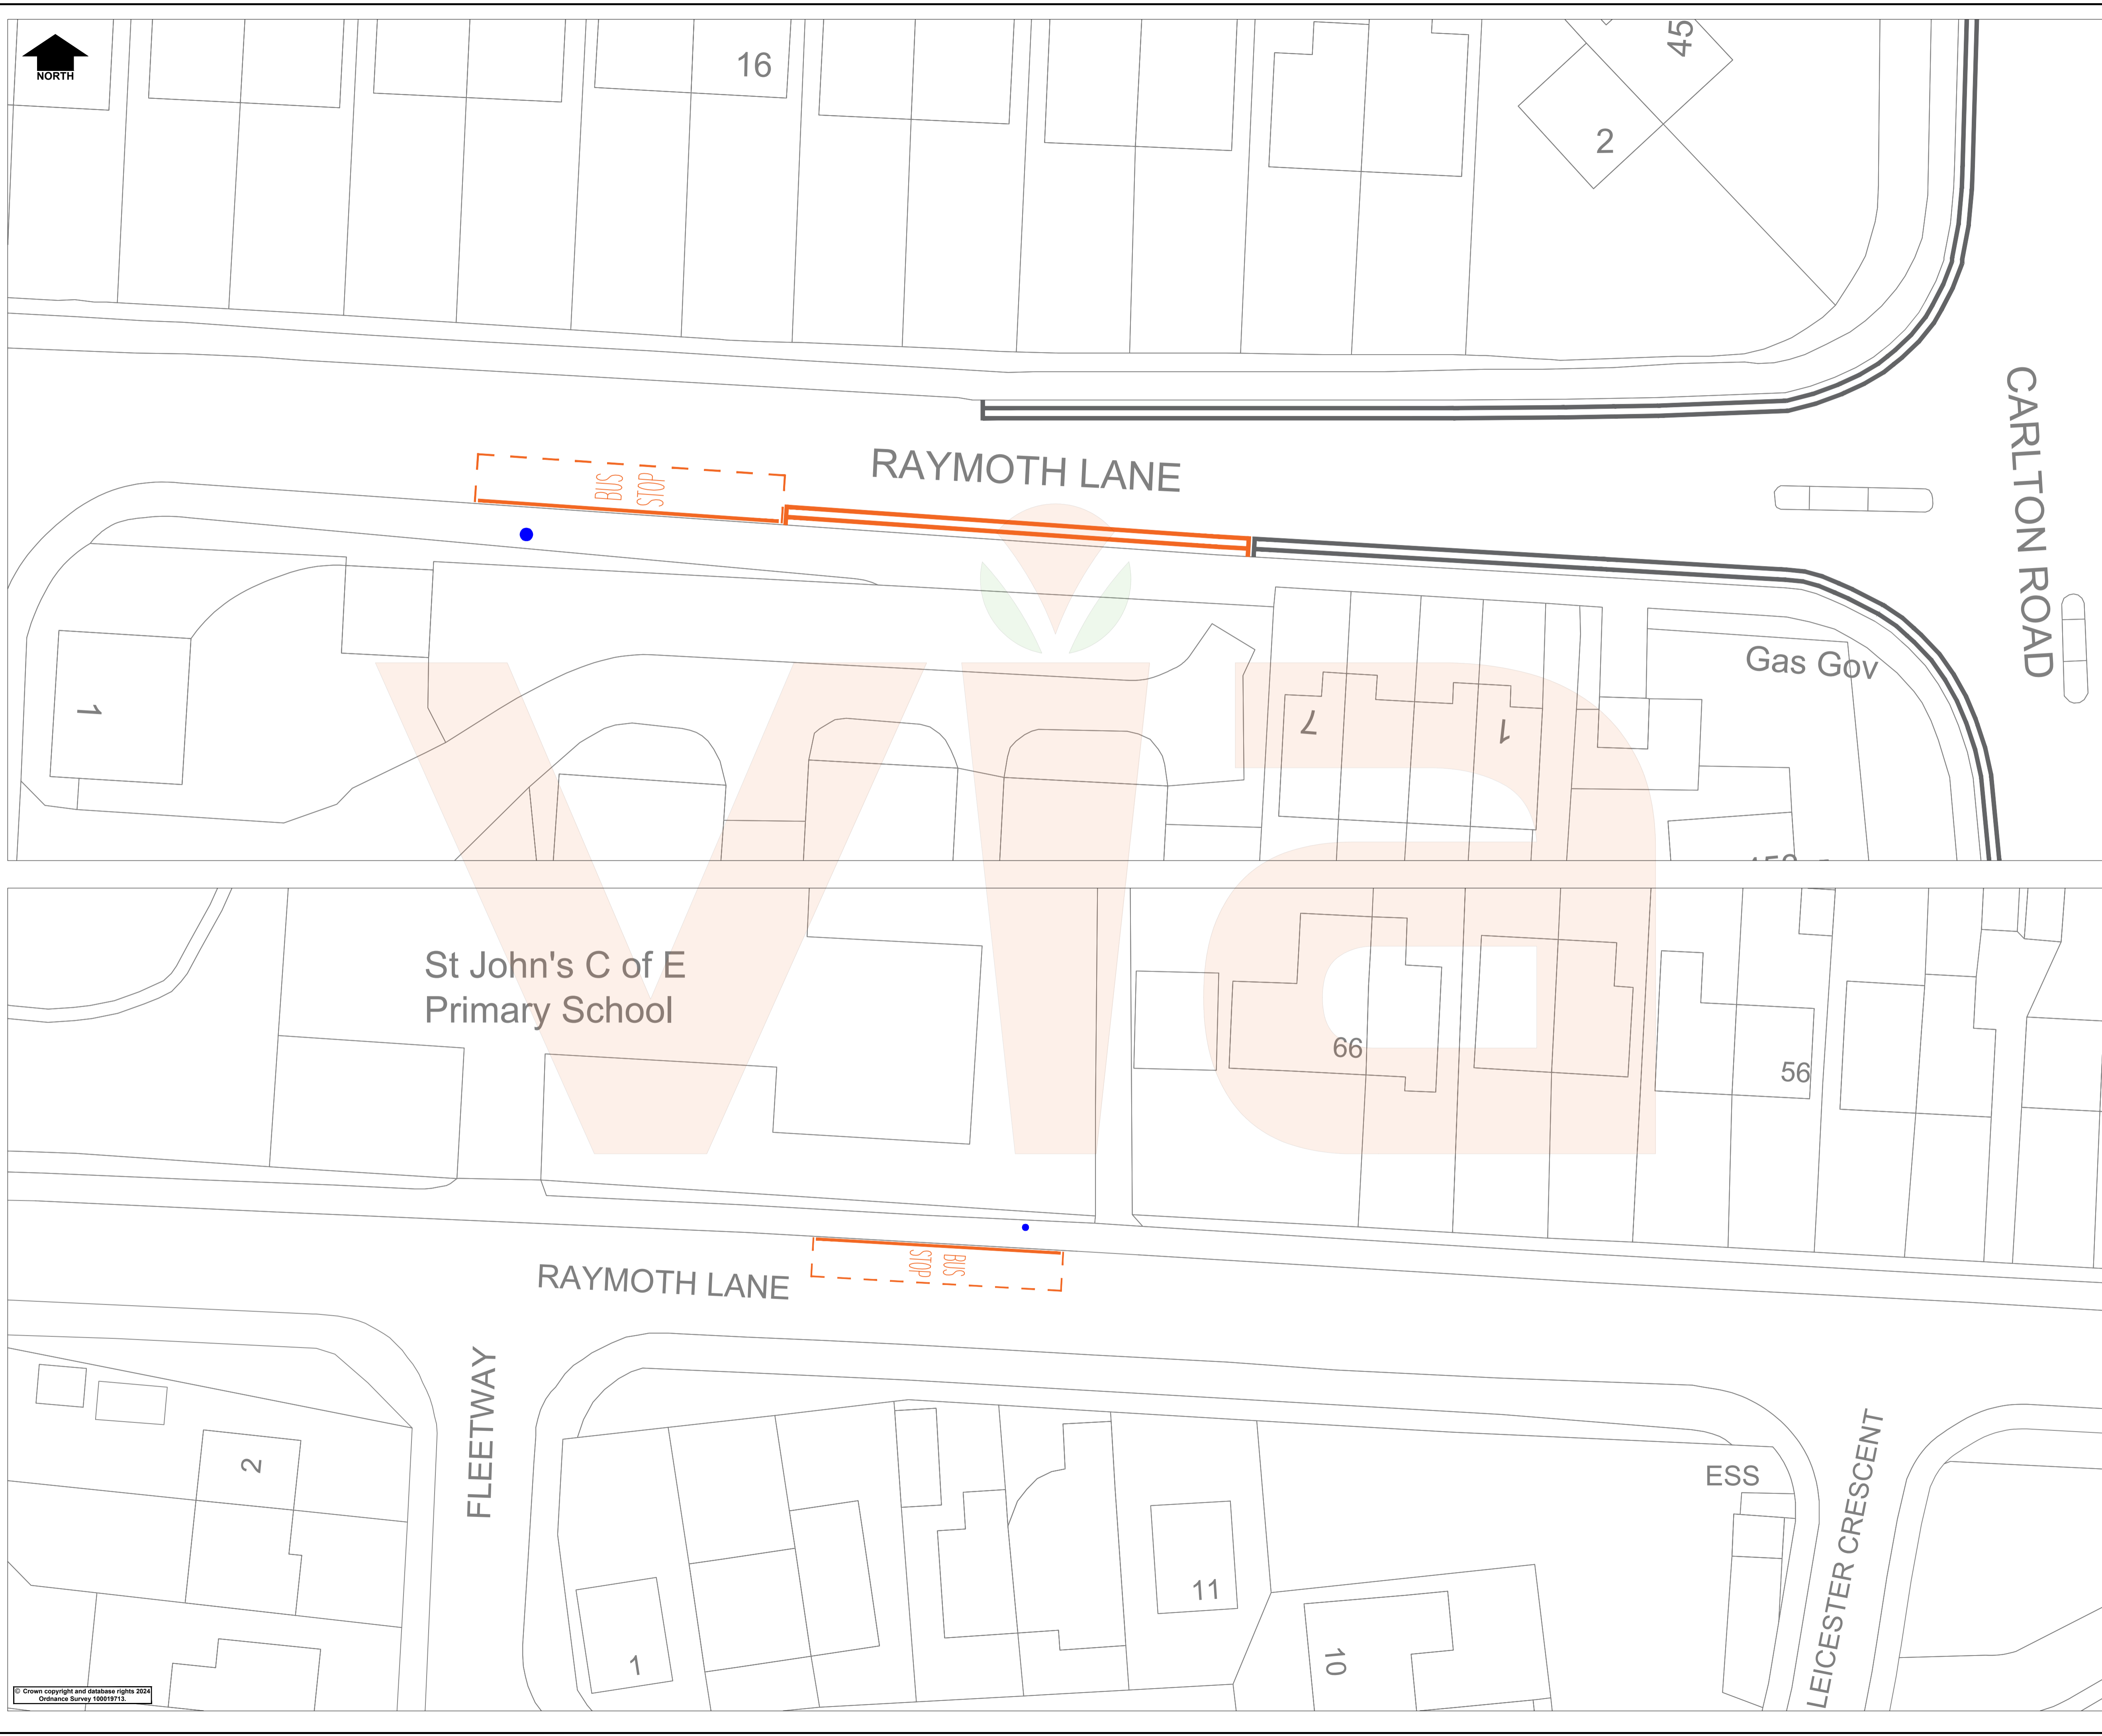 NORTH
16
45
2
CARLTON ROAD
RAYMOTH LANE
BUS
STOP
Gas Gov
1
7
1
via
St John's C of E
Primary School
66
56
BUS
STOP
RAYMOTH LANE
FLEETWAY
2
ESS
LEICESTER CRESCENT
11
1
10
© Crown copyright and database rights 2024
Ordnance Survey 100019713.